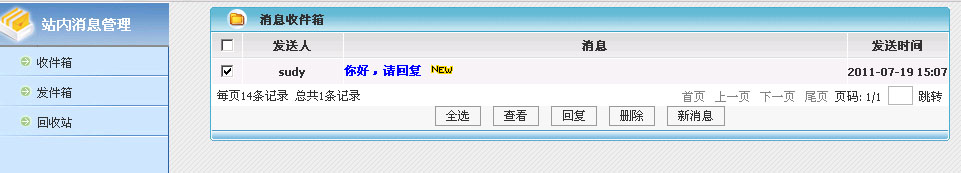 站内消息管理
收件箱
发件箱
回收站
消息收件箱
发送人 消息 发送时间
sudy 你好，请回复 NEW 2011-07-19 15:07
每页14条记录 总共1条记录 首页 上一页 下一页 尾页 页码: 1/1 跳转
全选 查看 回复 删除 新消息